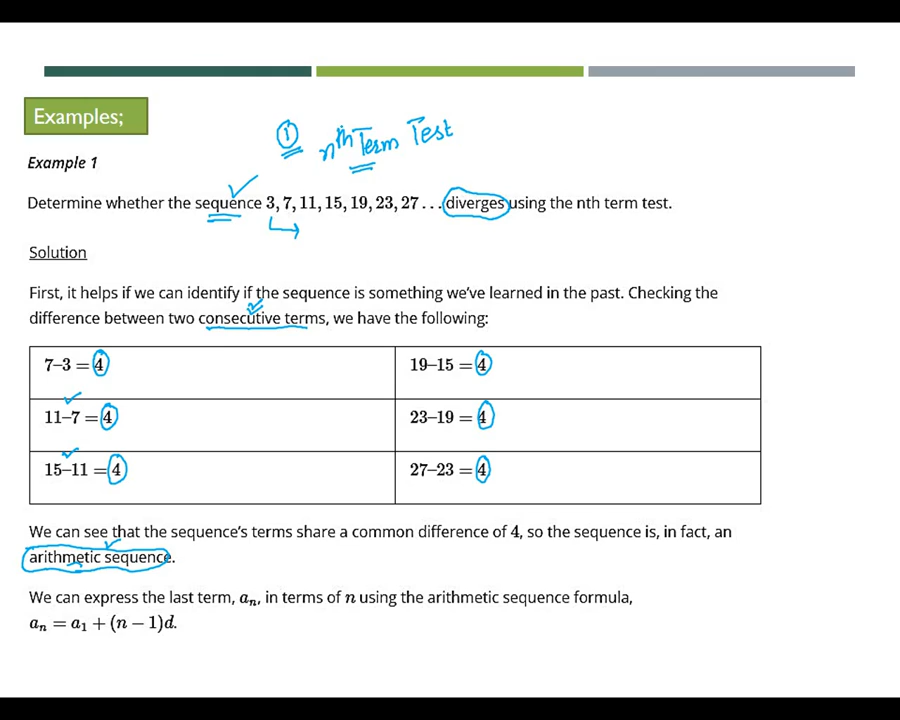 Examples;
① nth Term Test
Example 1
Determine whether the sequence 3, 7, 11, 15, 19, 23, 27 . . . diverges using the nth term test.
Solution
First, it helps if we can identify if the sequence is something we've learned in the past. Checking the
difference between two consecutive terms, we have the following:
7–3 = 4 19–15 = 4
11–7 = 4 23–19 = 4
15–11 = 4 27–23 = 4
We can see that the sequence's terms share a common difference of 4, so the sequence is, in fact, an
arithmetic sequence.
We can express the last term, aₙ, in terms of n using the arithmetic sequence formula,
aₙ = a₁ + (n − 1)d.